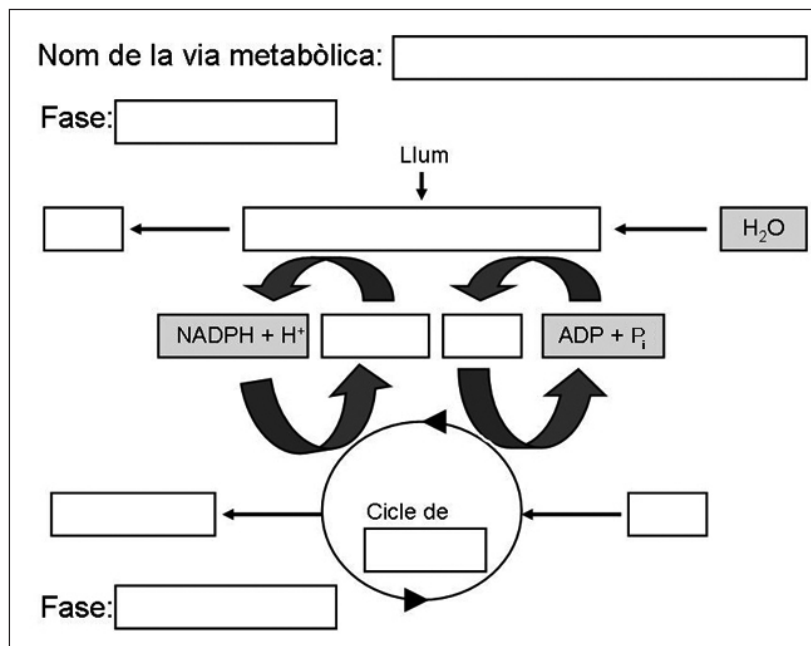 Nom de la via metabòlica:
Fase:
Llum
H₂O
NADPH + H⁺
ADP + Pᵢ
Cicle de
Fase: